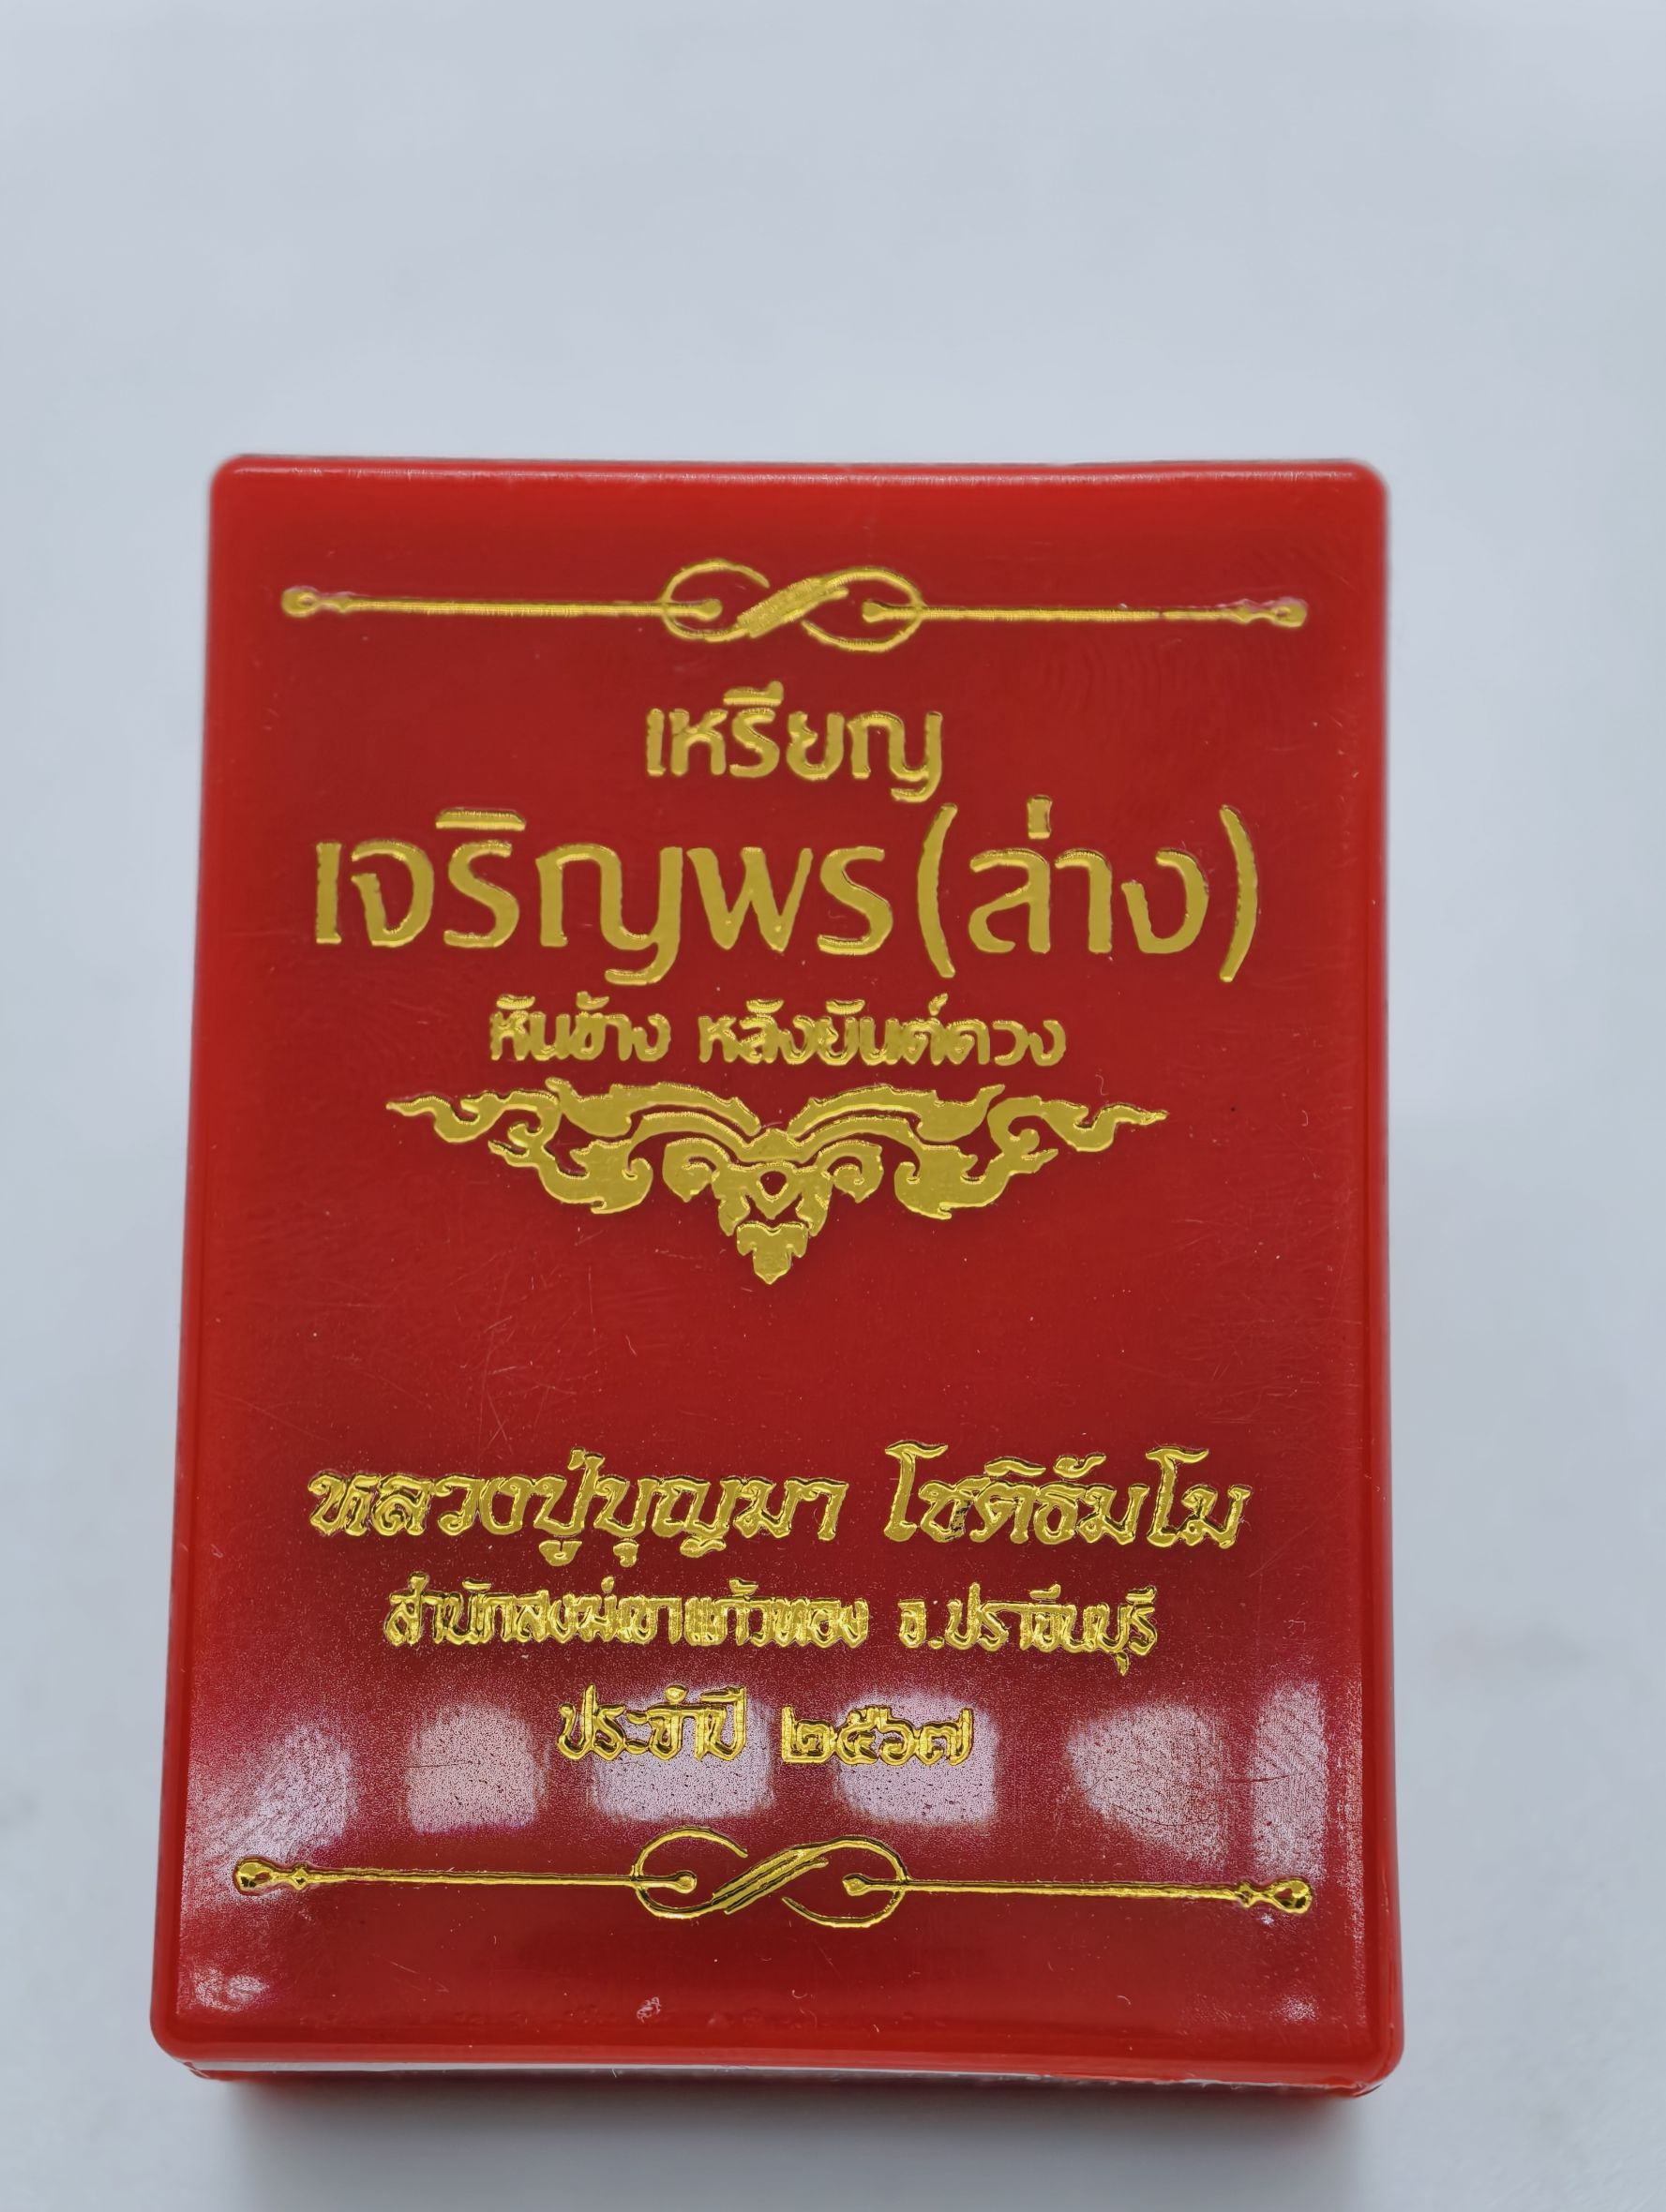 เหรียญ
เจริญพร(ล่าง)
หันข้าง หลังยันต์ดวง
หลวงปู่บุญมา โชติธัมโม
สำนักสงฆ์เขาแก้วทอง จ.ปราจีนบุรี
ประจำปี ๒๕๖๗